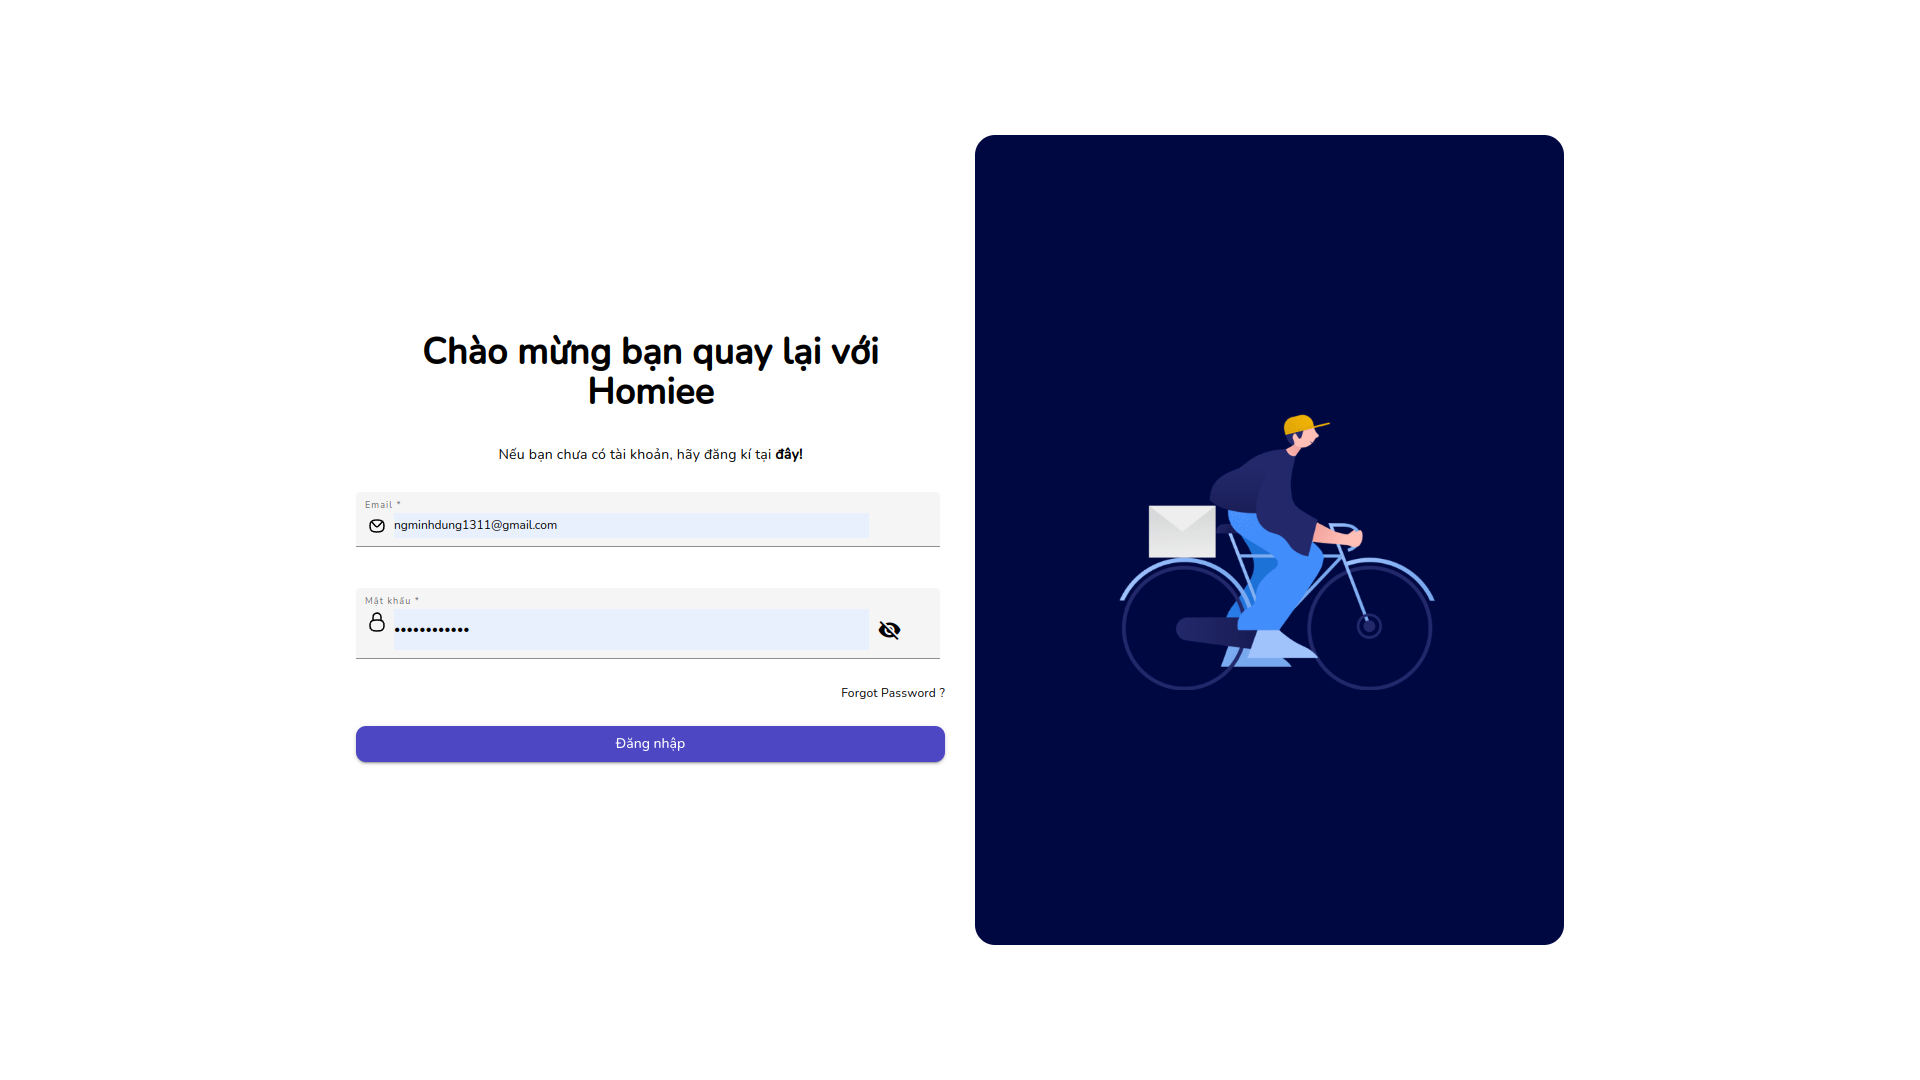 Chào mừng bạn quay lại với
Homiee
Nếu bạn chưa có tài khoản, hãy đăng kí tại đây!
Email *
ngminhdung1311@gmail.com
Mật khẩu *
••••••••••••
Forgot Password ?
Đăng nhập